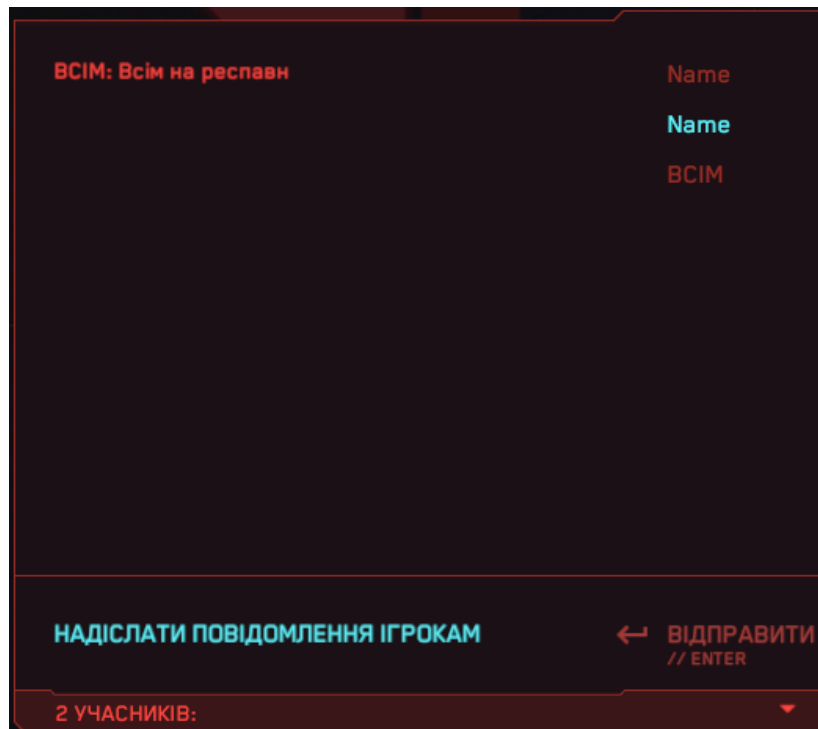 ВСІМ: Всім на респавн
Name
Name
ВСІМ
НАДІСЛАТИ ПОВІДОМЛЕННЯ ІГРОКАМ
ВІДПРАВИТИ
// ENTER
2 УЧАСНИКІВ: